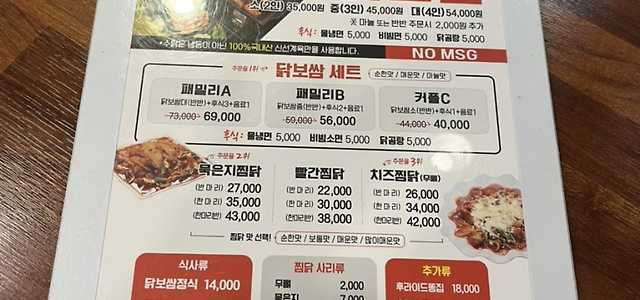 소(2인) 35,000원 중(3인) 45,000원 대(4인) 54,000원
※ 마늘 또는 반반 주문시 2,000원 추가
후식: 물냉면 5,000 비빔면 5,000 닭곰탕 5,000
*수닭은 냉동이 아닌 100%국내산 신선계육만을 사용합니다.
NO MSG
주문율 1위 닭보쌈 세트 순한맛 / 매운맛 / 마늘맛
패밀리A 패밀리B 커플C
닭보쌈대(반반)+후식3+음료1 닭보쌈중(반반)+후식2+음료1 닭보쌈소(반반)+후식1+음료1
73,000→69,000 59,000→56,000 44,000→40,000
후식: 물냉면 5,000 비빔소면 5,000 닭곰탕 5,000
주문율 2위 주문율 3위
묵은지찜닭 빨간찜닭 치즈찜닭(무뼈)
(반 마리) 27,000 (반 마리) 22,000 (반 마리) 26,000
(한 마리) 35,000 (한 마리) 30,000 (한 마리) 34,000
(한마리반) 43,000 (한마리반) 38,000 (한마리반) 42,000
찜닭 맛 선택! 순한맛 / 보통맛 / 매운맛 / 많이매운맛
식사류 찜닭 사리류 추가류
닭보쌈정식 14,000 무뼈 2,000 후라이드똥집 18,000
묵은지 7,000